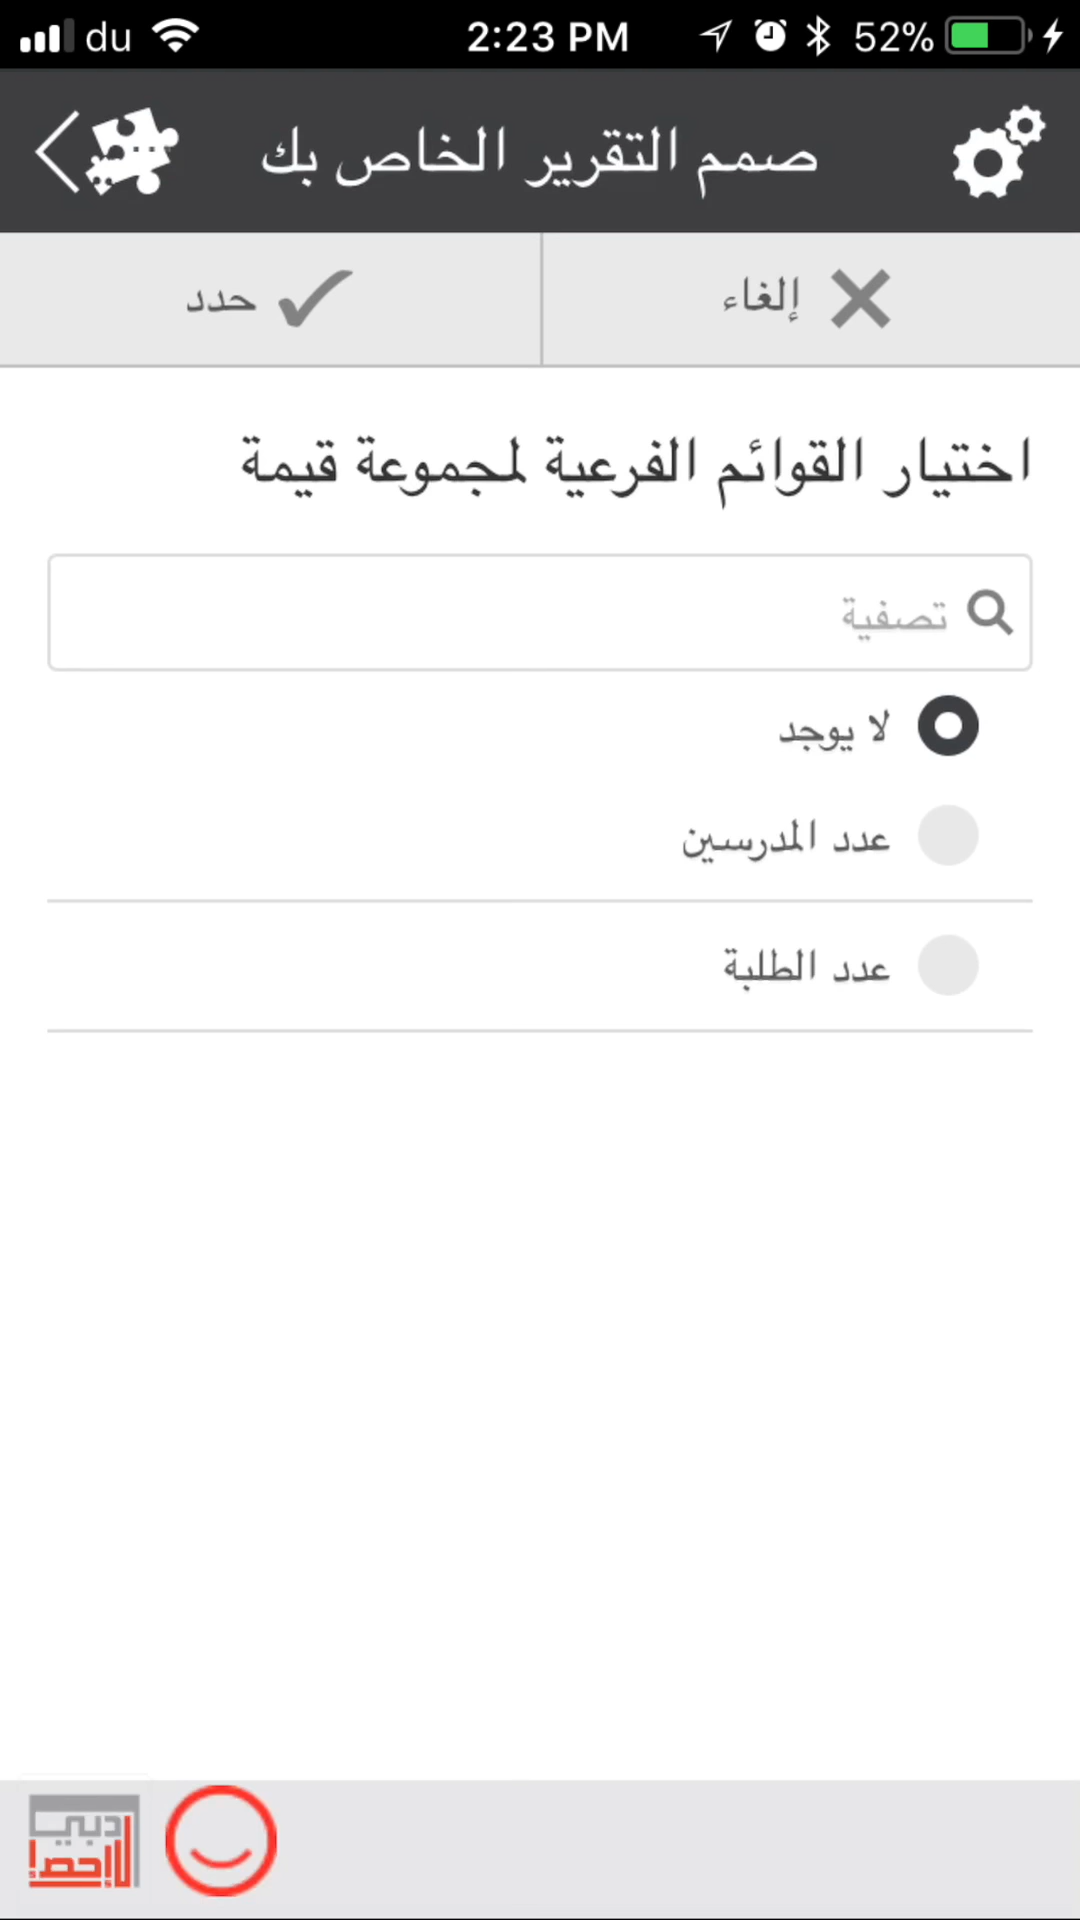 du 2:23 PM 52%
صمم التقرير الخاص بك
إلغاء
حدد
اختيار القوائم الفرعية لمجموعة قيمة
تصفية
لا يوجد
عدد المدرسين
عدد الطلبة
دبي
للإحصاء